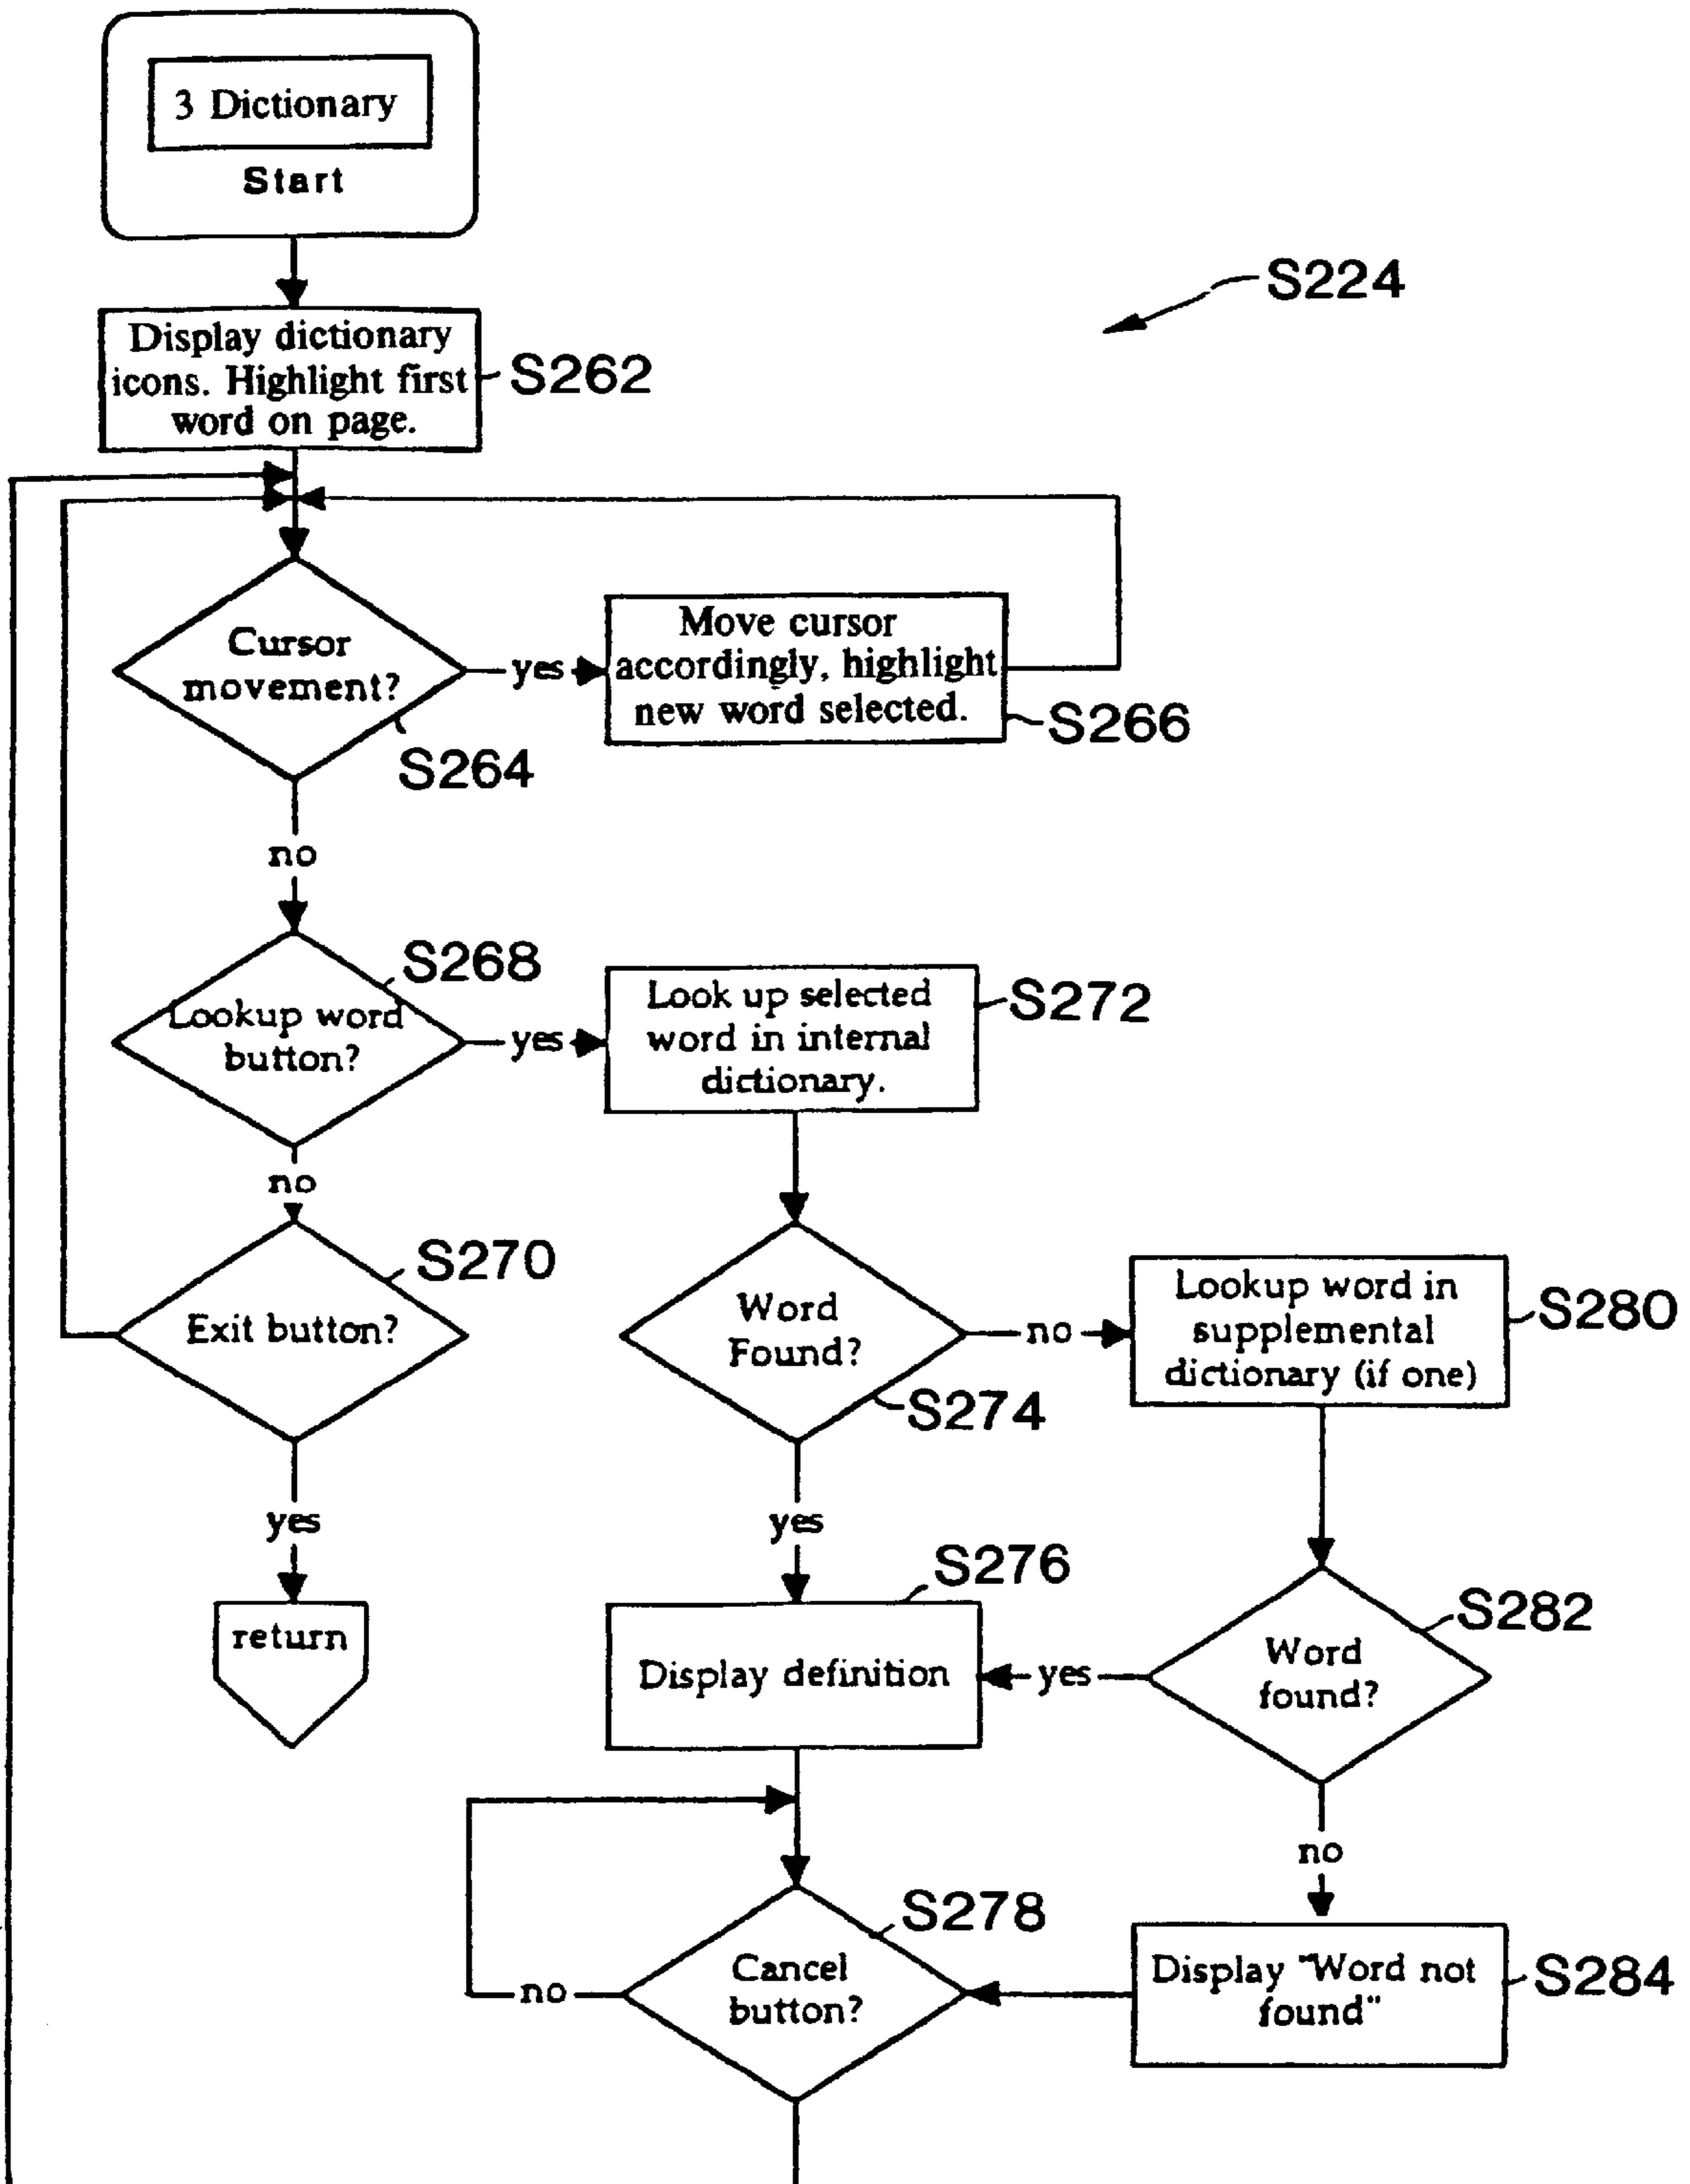 3 Dictionary
Start
S224
Display dictionary
icons. Highlight first
word on page.
S262
Cursor
movement?
S264
yes
Move cursor
accordingly, highlight
new word selected.
S266
no
Lookup word
button?
S268
yes
Look up selected
word in internal
dictionary.
S272
no
Exit button?
S270
Word
Found?
S274
no
Lookup word in
supplemental
dictionary (if one)
S280
yes
return
yes
Display definition
S276
yes
Word
found?
S282
no
Cancel
button?
S278
no
Display "Word not
found"
S284